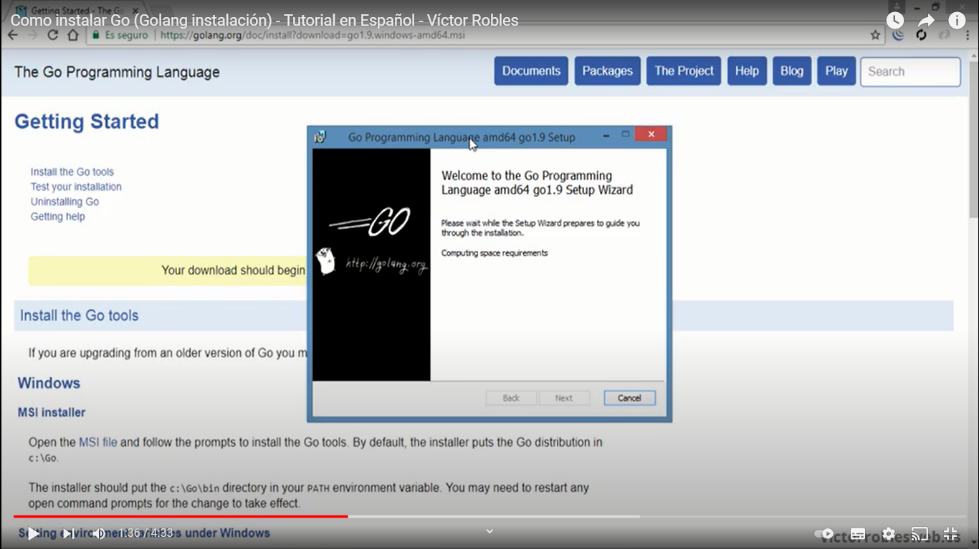 Getting Started - The G
Como instalar Go (Golang instalación) - Tutorial en Español - Víctor Robles
Es seguro | https://golang.org/doc/install?download=go1.9.windows-amd64.msi
The Go Programming Language
Documents
Packages
The Project
Help
Blog
Play
Search
Getting Started
Install the Go tools
Test your installation
Uninstalling Go
Getting help
Your download should begin
Go Programming Language amd64 go1.9 Setup
Welcome to the Go Programming
Language amd64 go1.9 Setup Wizard
Please wait while the Setup Wizard prepares to guide you
through the installation.
Computing space requirements
GO
http://golang.org
Back
Next
Cancel
Install the Go tools
If you are upgrading from an older version of Go you m
Windows
MSI installer
Open the MSI file and follow the prompts to install the Go tools. By default, the installer puts the Go distribution in
c:\Go.
The installer should put the c:\Go\bin directory in your PATH environment variable. You may need to restart any
open command prompts for the change to take effect.
Setting environment variables under Windows
1:36 / 4:33
victorroblesweb.es